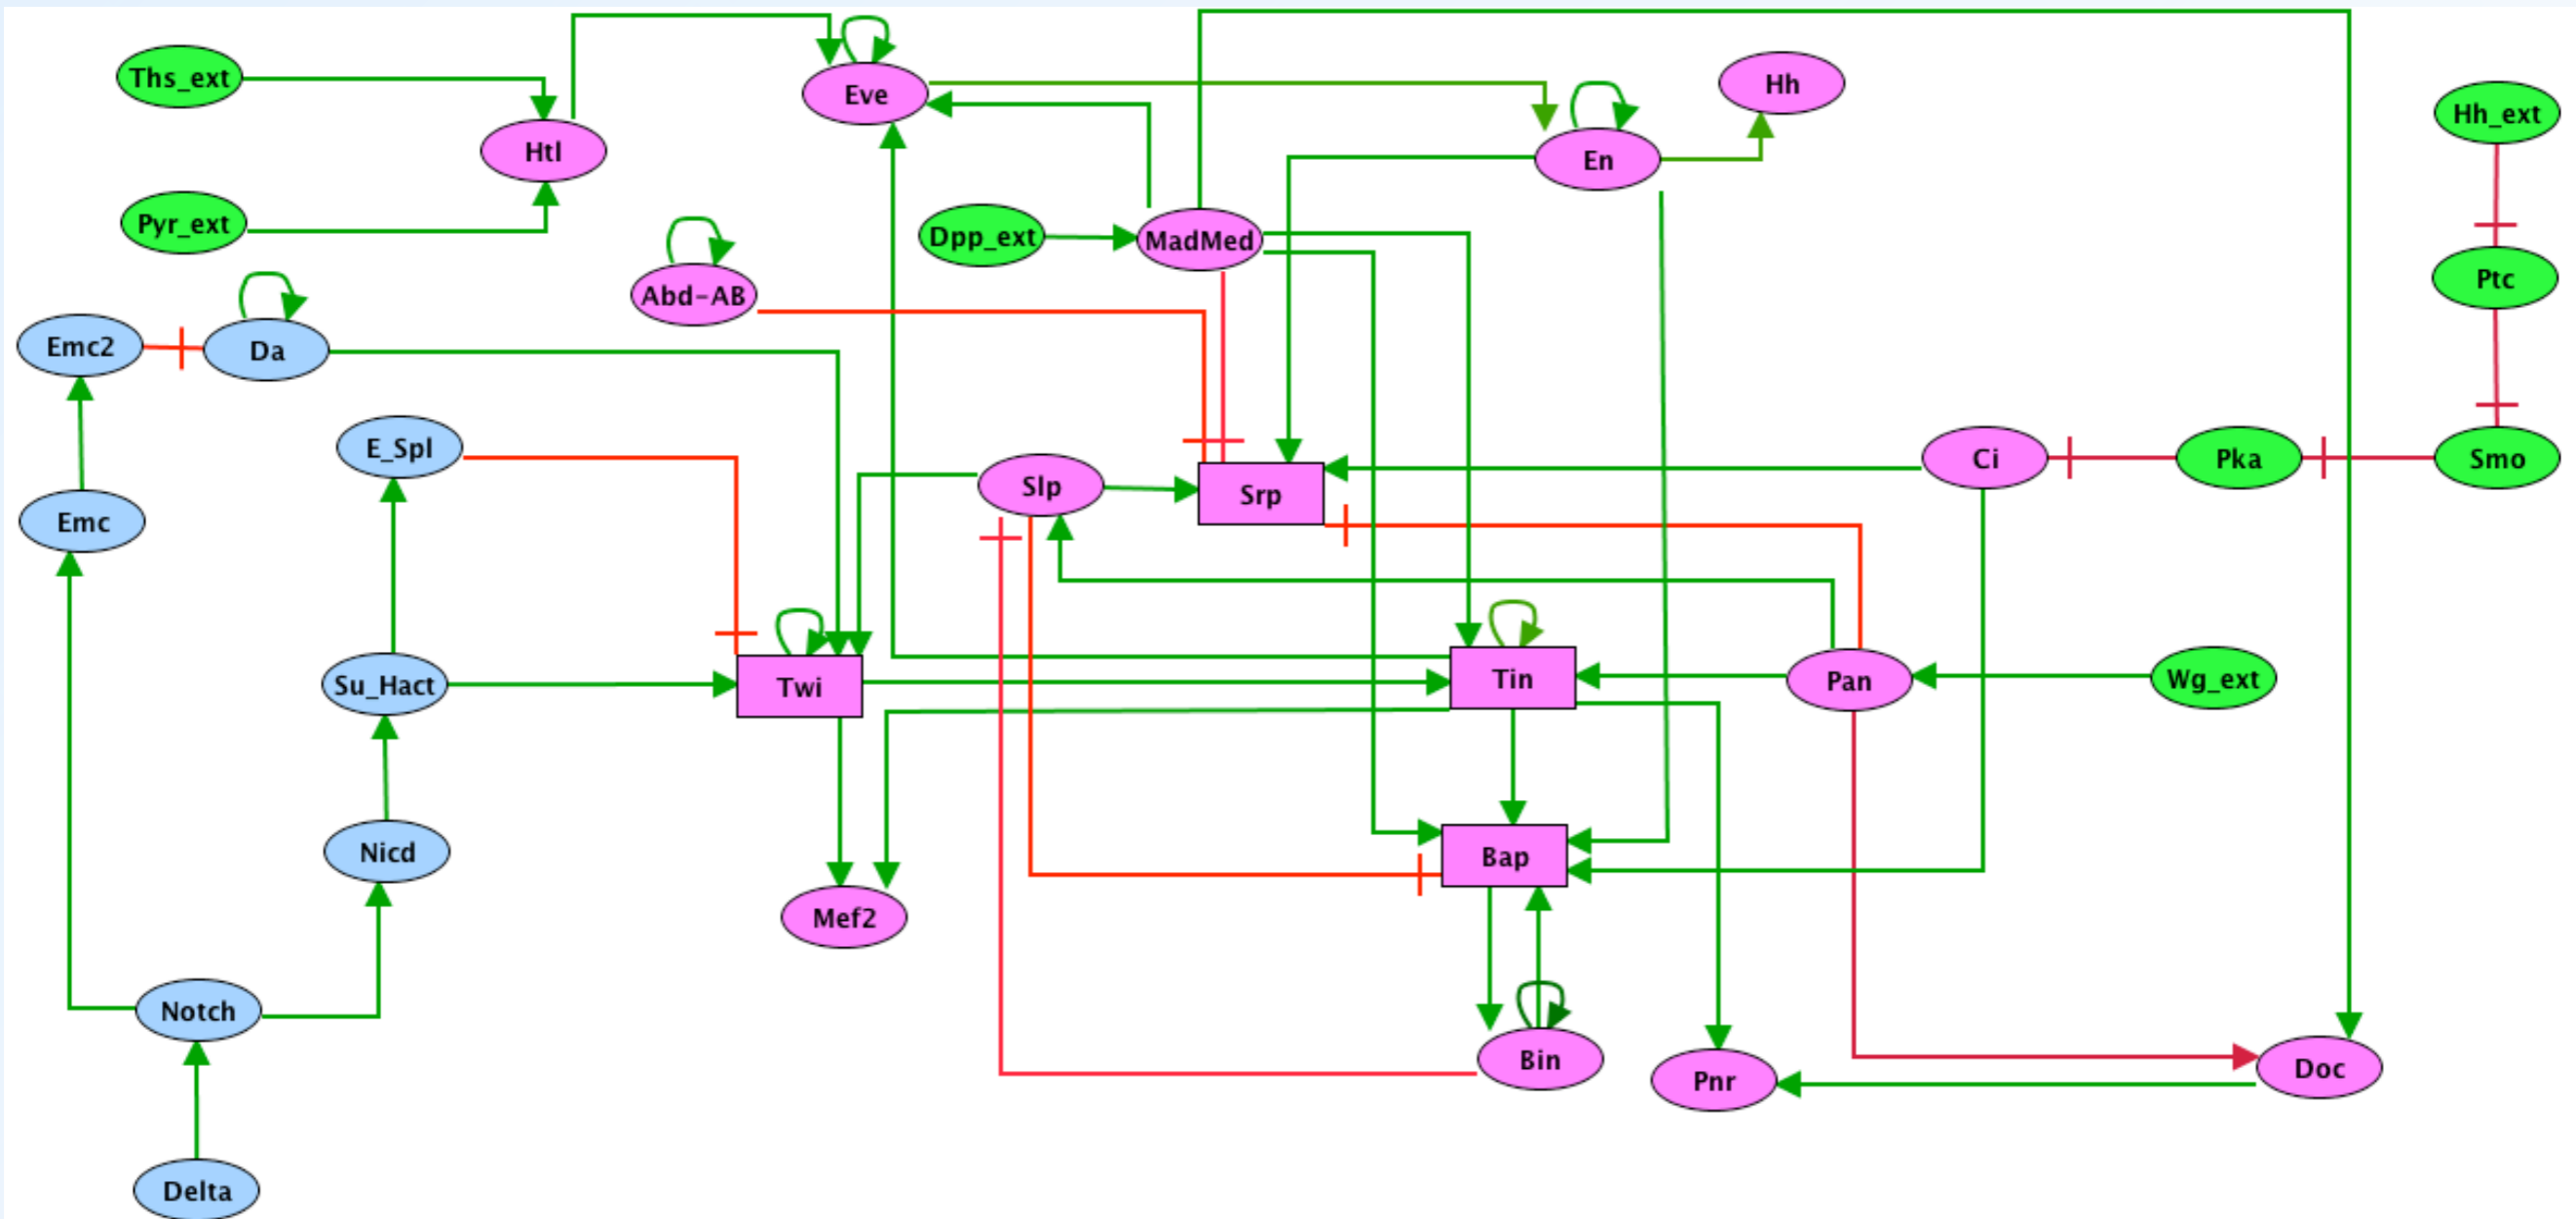 Ths_ext
Eve
Hh
Hh_ext
Htl
En
Pyr_ext
Dpp_ext
MadMed
Ptc
Abd-AB
Emc2
Da
E_Spl
Slp
Srp
Ci
Pka
Smo
Emc
Su_Hact
Twi
Tin
Pan
Wg_ext
Nicd
Bap
Mef2
Notch
Bin
Pnr
Doc
Delta